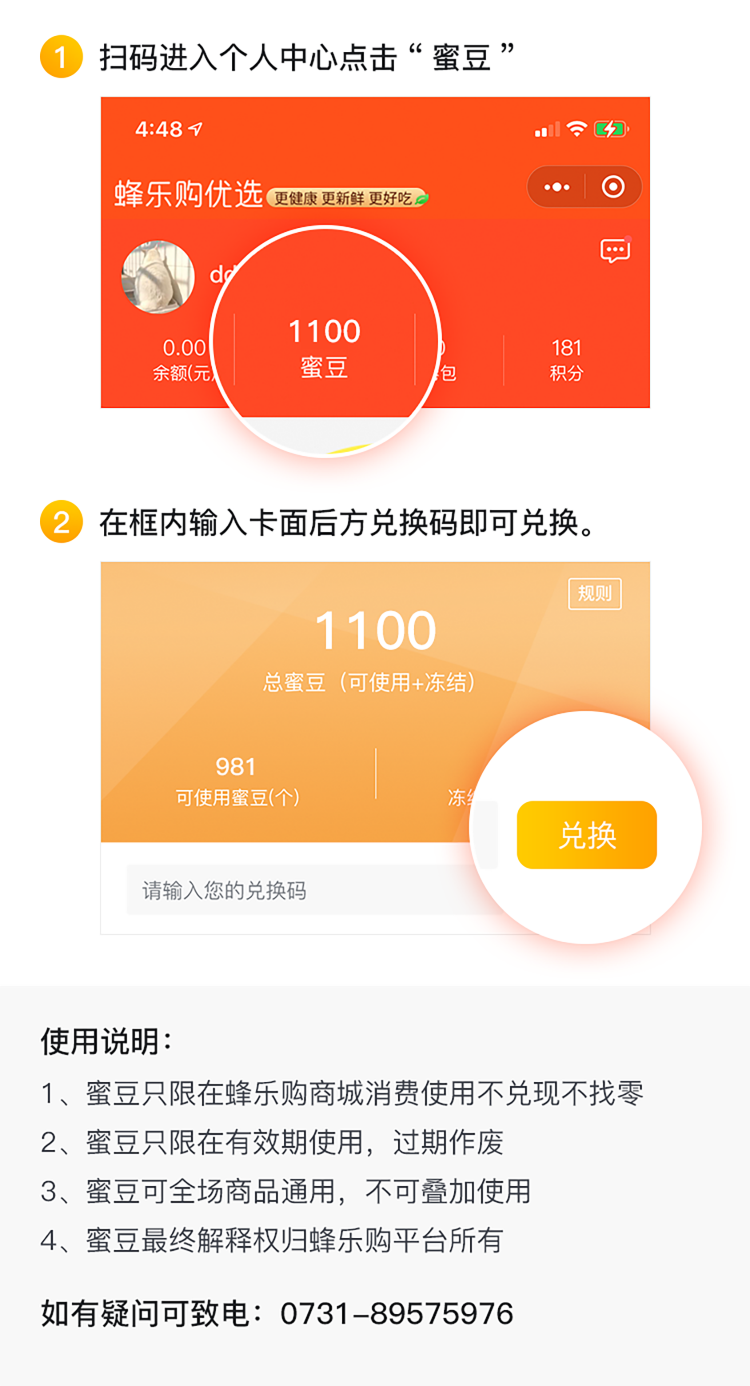 1 扫码进入个人中心点击“ 蜜豆 ”
4:48
蜂乐购优选 更健康 更新鲜 更好吃
1100
蜜豆
0.00
余额(元)
包
181
积分
2 在框内输入卡面后方兑换码即可兑换。
规则
1100
总蜜豆（可使用+冻结）
981
可使用蜜豆(个)
冻结
兑换
请输入您的兑换码
使用说明：
1、蜜豆只限在蜂乐购商城消费使用不兑现不找零
2、蜜豆只限在有效期使用，过期作废
3、蜜豆可全场商品通用，不可叠加使用
4、蜜豆最终解释权归蜂乐购平台所有
如有疑问可致电：0731-89575976